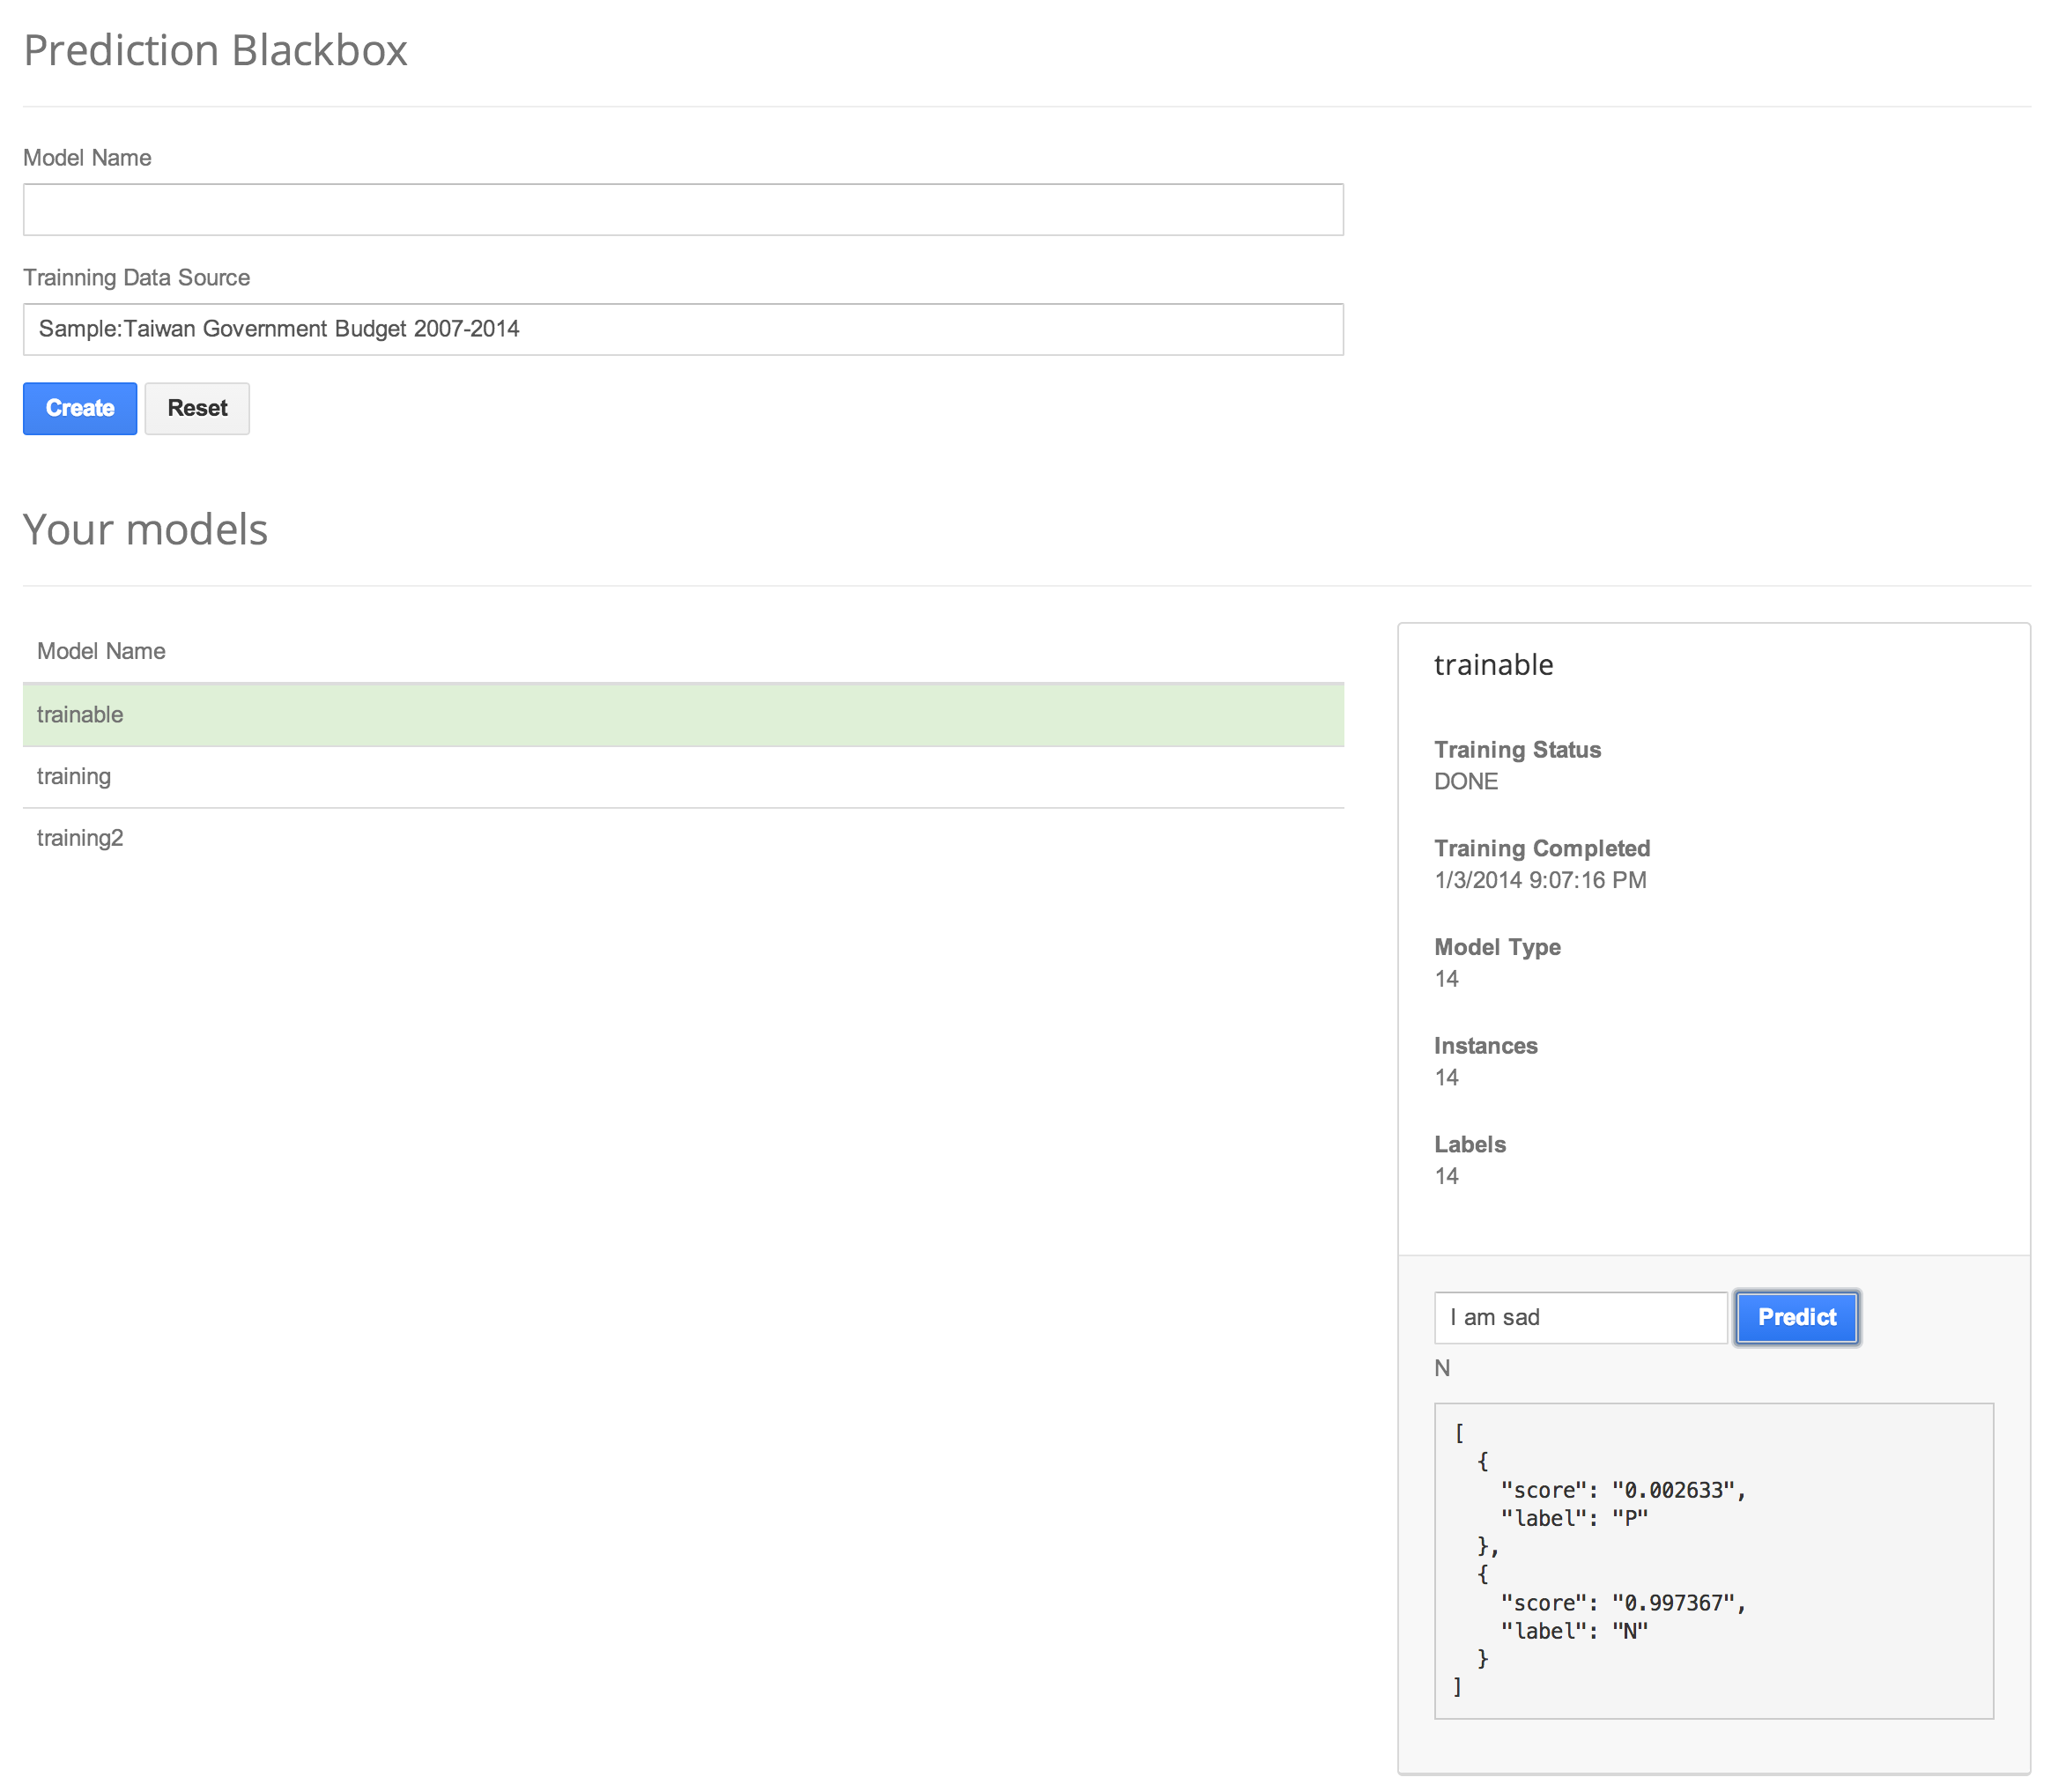 Prediction Blackbox
Model Name
Trainning Data Source
Sample:Taiwan Government Budget 2007-2014
Create Reset
Your models
Model Name
trainable
training
training2
trainable
Training Status
DONE
Training Completed
1/3/2014 9:07:16 PM
Model Type
14
Instances
14
Labels
14
I am sad Predict
N
[
  {
    "score": "0.002633",
    "label": "P"
  },
  {
    "score": "0.997367",
    "label": "N"
  }
]